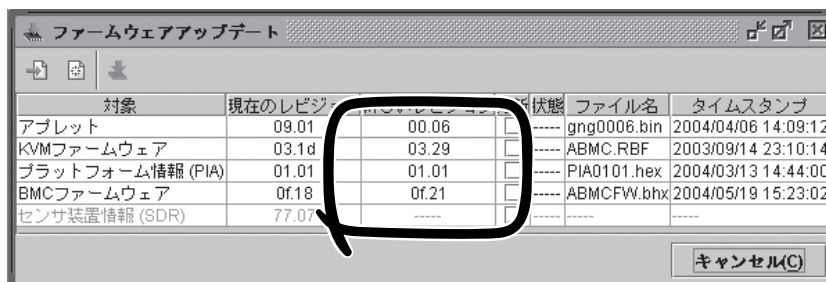 ファームウェアアップデート
対象 現在のレビジ 状態 ファイル名 タイムスタンプ
アプレット 09.01 00.06 ----- gng0006.bin 2004/04/06 14:09:12
KVMファームウェア 03.1d 03.29 ----- ABMC.RBF 2003/09/14 23:10:14
プラットフォーム情報 (PIA) 01.01 01.01 ----- PIA0101.hex 2004/03/13 14:44:00
BMCファームウェア 0f.18 0f.21 ----- ABMCFW.bhx 2004/05/19 15:23:02
センサ装置情報 (SDR) 77.07 ----- ----- ----- -----
キャンセル(C)